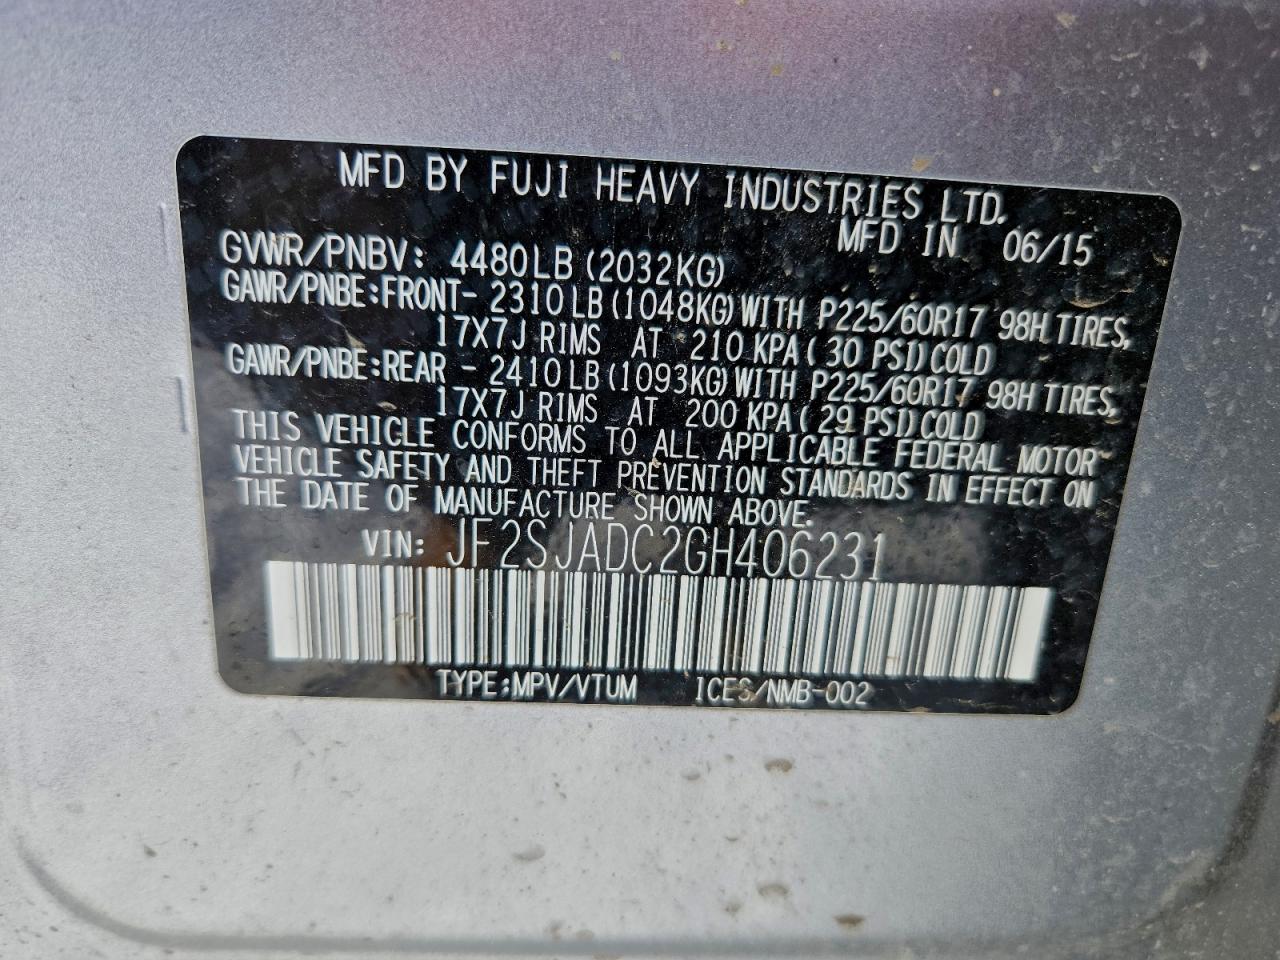 MFD BY FUJI HEAVY INDUSTRIES LTD.
MFD IN 06/15
GVWR/PNBV: 4480LB (2032KG)
GAWR/PNBE:FRONT- 2310LB (1048KG) WITH P225/60R17 98H TIRES,
17X7J RIMS AT 210 KPA ( 30 PSI) COLD
GAWR/PNBE:REAR - 2410LB (1093KG) WITH P225/60R17 98H TIRES,
17X7J RIMS AT 200 KPA ( 29 PSI) COLD
THIS VEHICLE CONFORMS TO ALL APPLICABLE FEDERAL MOTOR
VEHICLE SAFETY AND THEFT PREVENTION STANDARDS IN EFFECT ON
THE DATE OF MANUFACTURE SHOWN ABOVE.
VIN: JF2SJADC2GH406231
TYPE:MPV/VTUM ICES/NMB-002